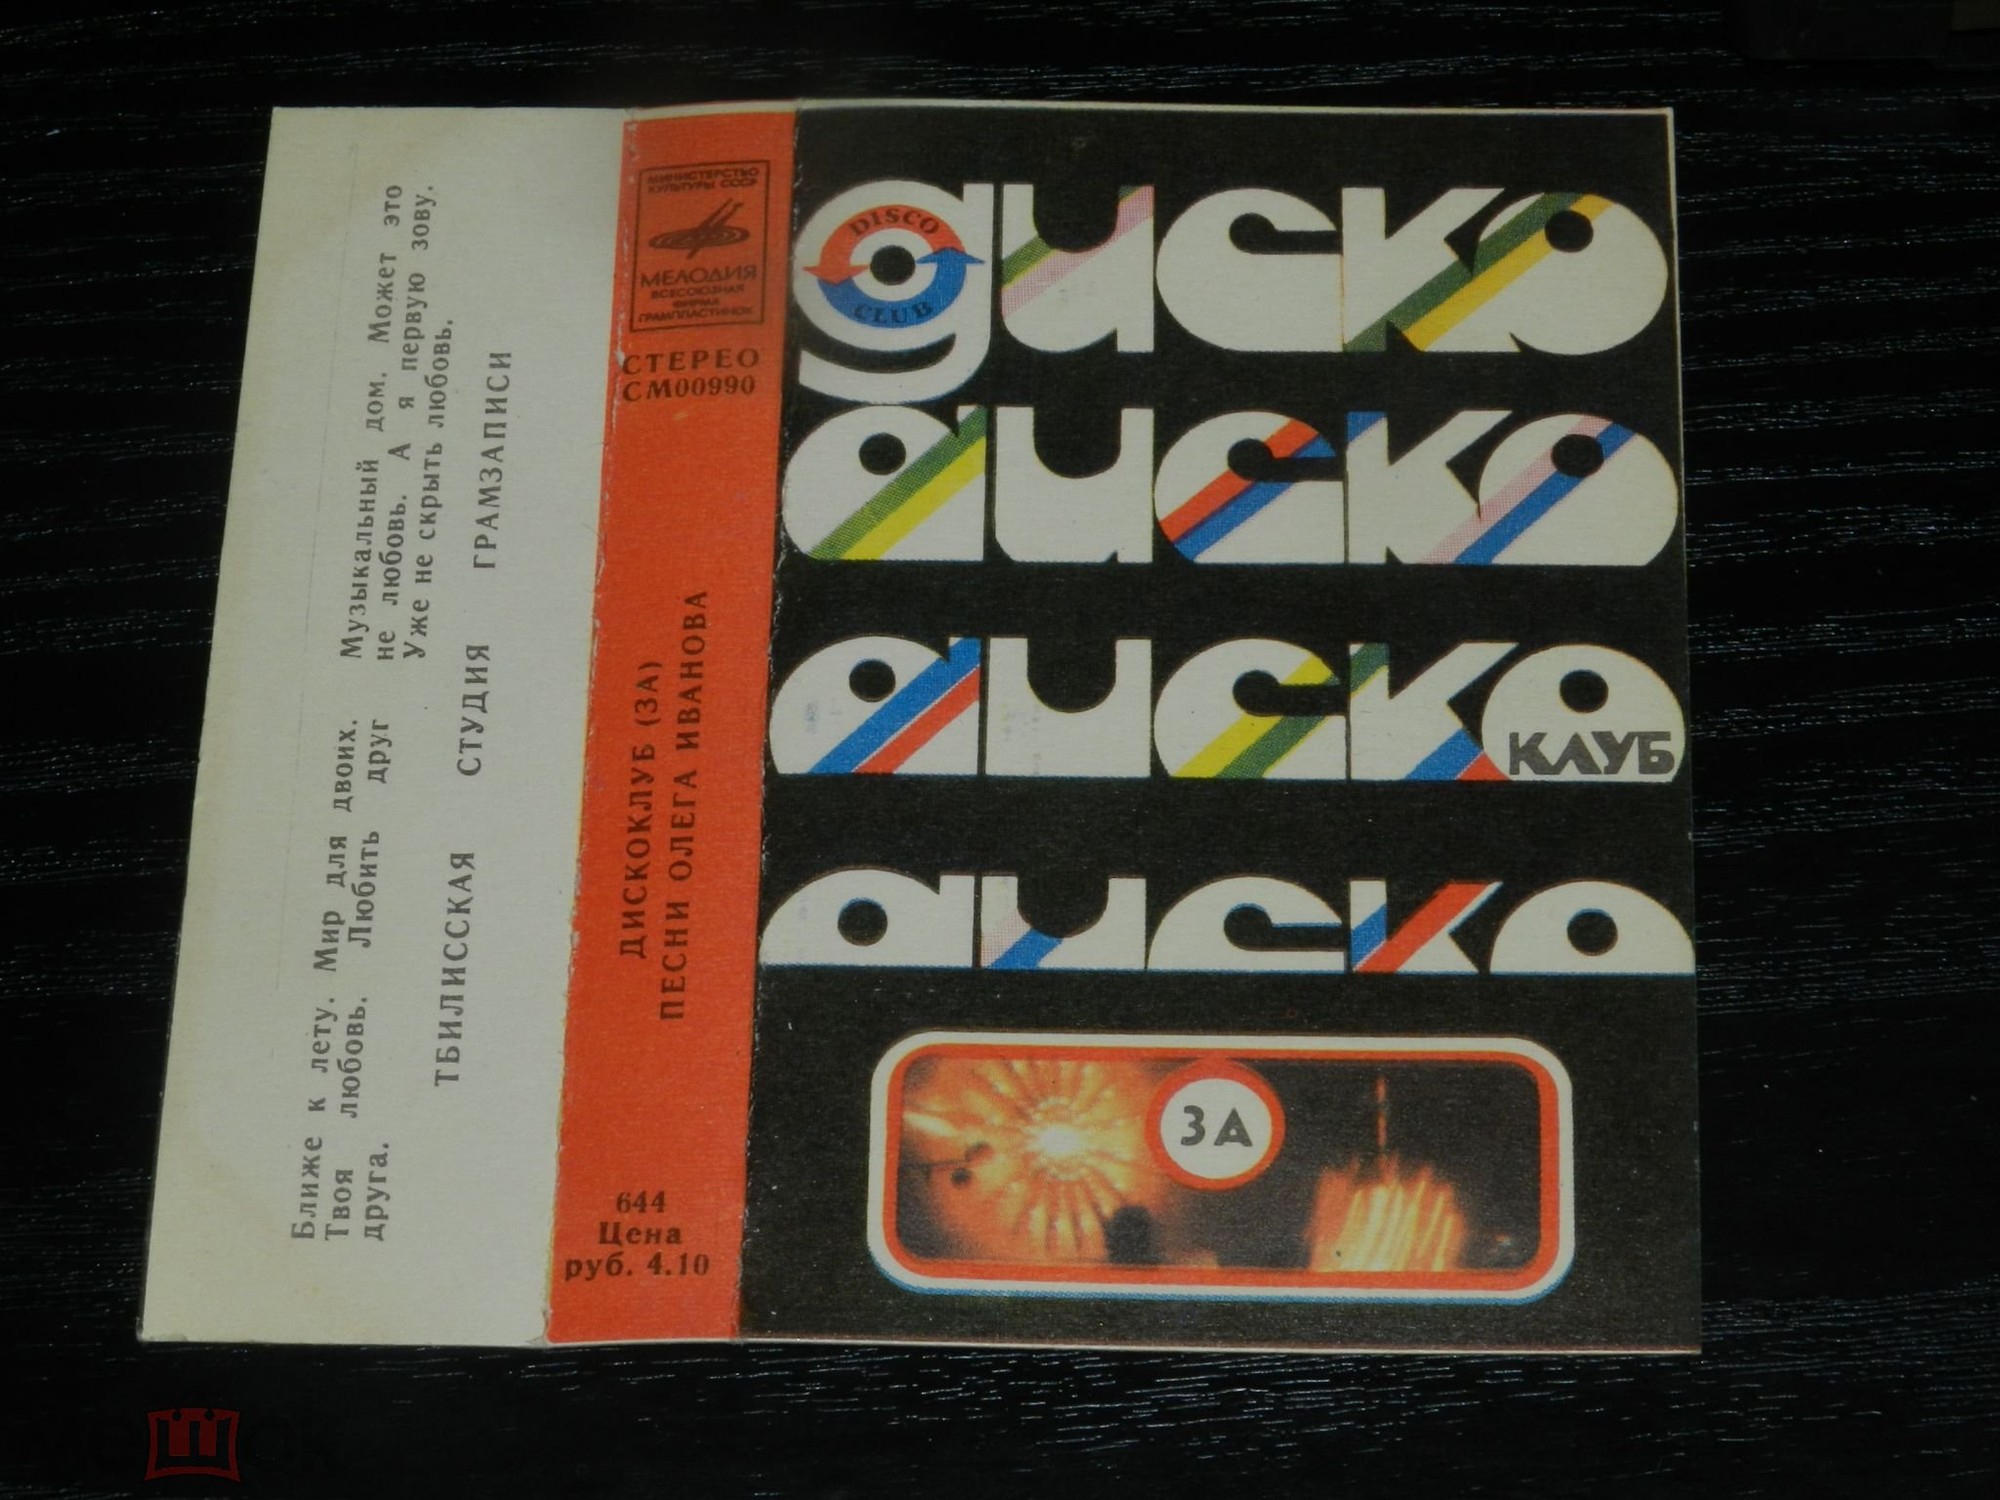 Ближе к лету. Мир для двоих.
Твоя любовь. Любить друг
друга.
Музыкальный дом. Может это
не любовь. А я первую зову.
Уже не скрыть любовь.
ТБИЛИССКАЯ СТУДИЯ ГРАМЗАПИСИ
МИНИСТЕРСТВО
КУЛЬТУРЫ СССР
МЕЛОДИЯ
ВСЕСОЮЗНАЯ
ФИРМА
ГРАМПЛАСТИНОК
СТЕРЕО
СМ00990
ДИСКОКЛУБ (3А)
ПЕСНИ ОЛЕГА ИВАНОВА
644
Цена
руб. 4.10
диско
DISCO
CLUB
диско
диско
КЛУБ
диско
3А